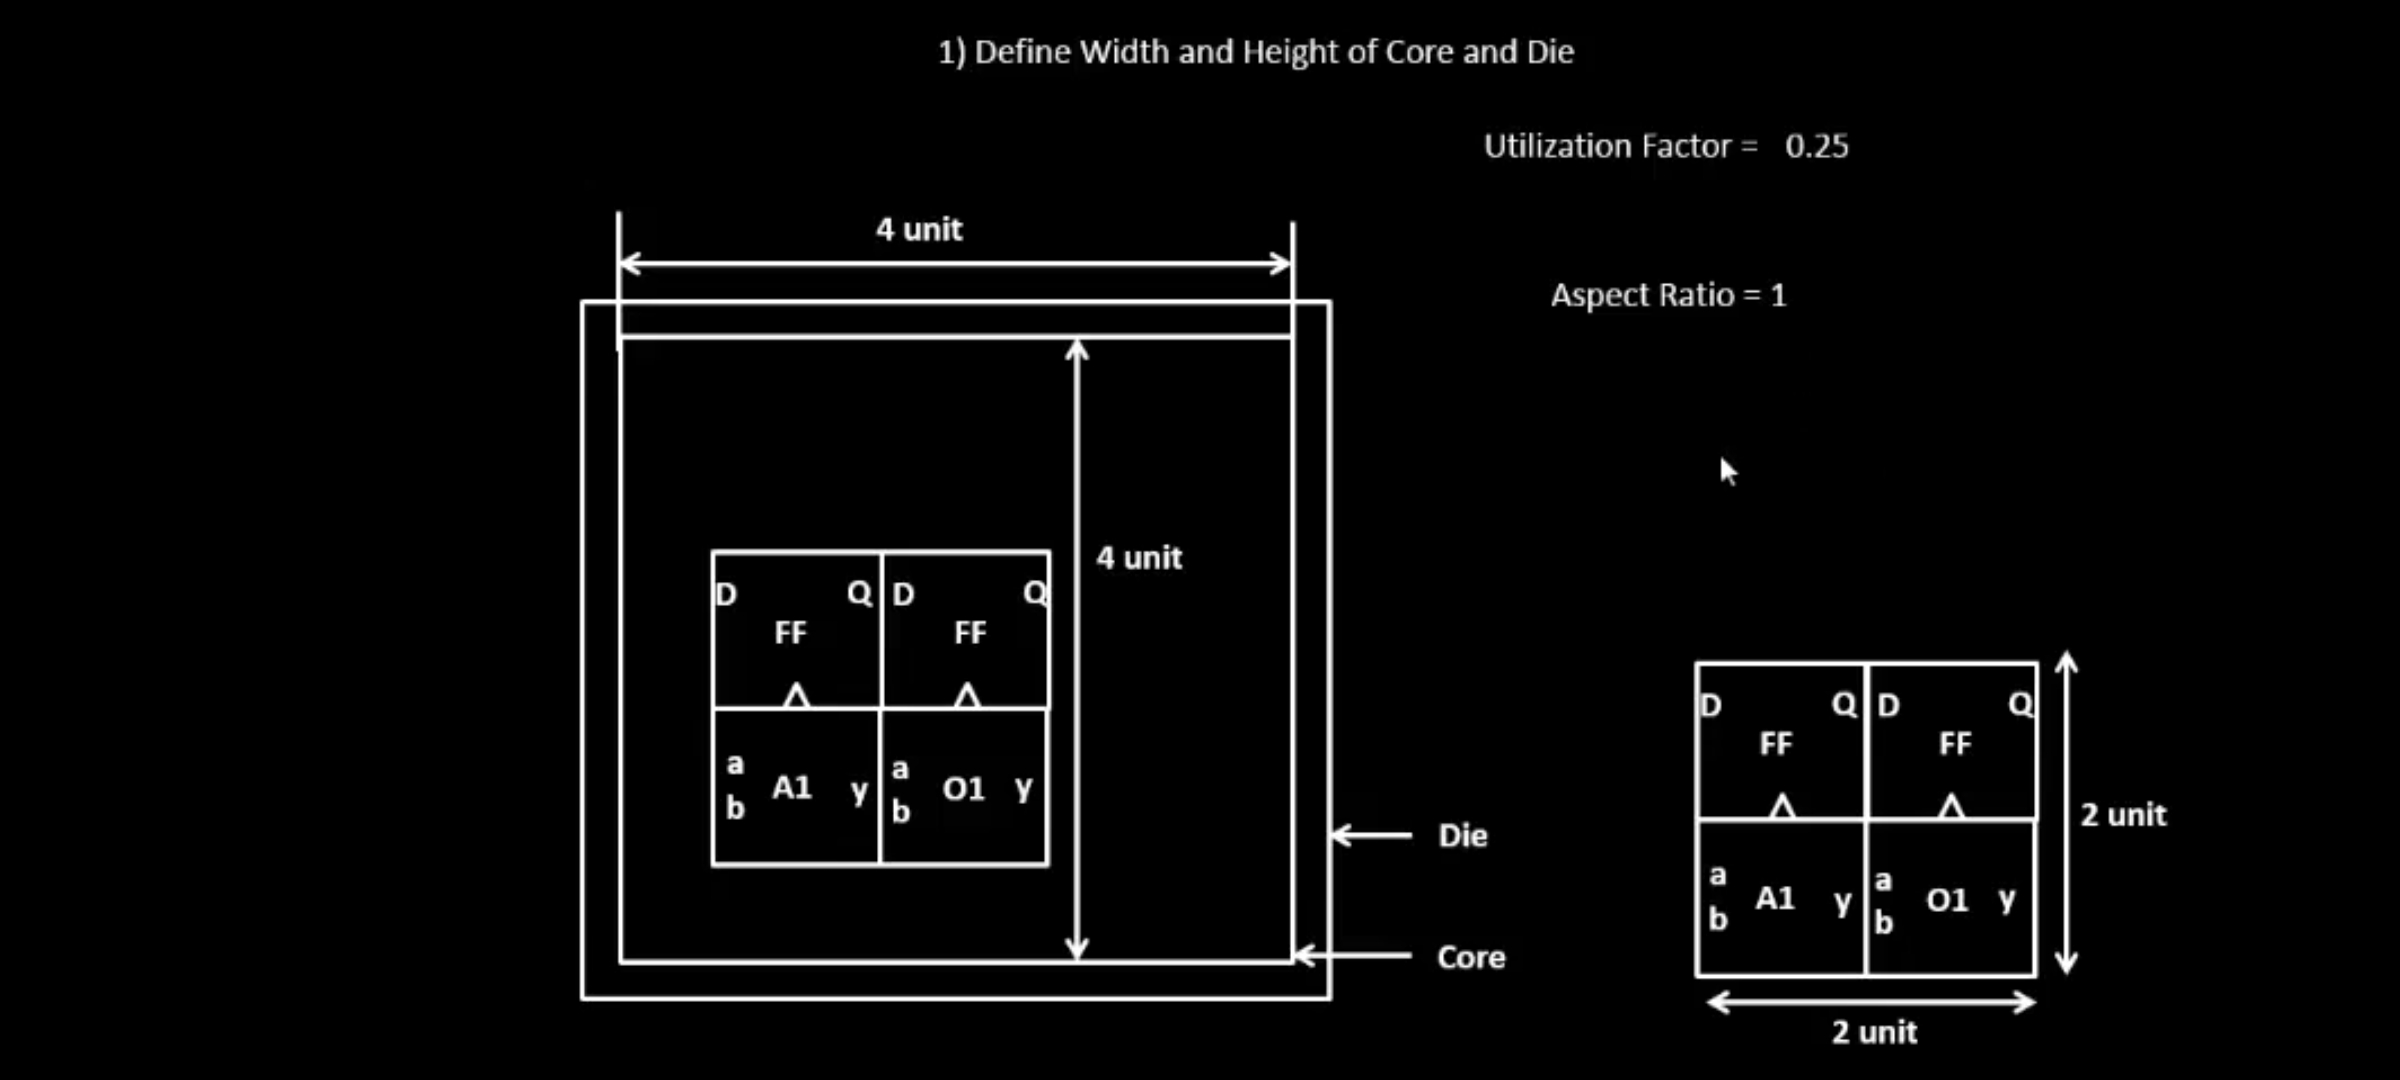 1) Define Width and Height of Core and Die
Utilization Factor = 0.25
4 unit
Aspect Ratio = 1
4 unit
D Q D Q
FF FF
a A1 y a O1 y
b b
Die
Core
D Q D Q
FF FF
2 unit
a A1 y a O1 y
b b
2 unit